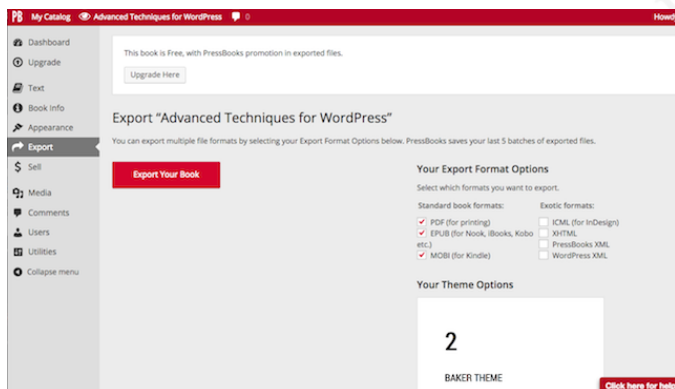 PB My Catalog Advanced Techniques for WordPress 0 Howdy
Dashboard
Upgrade
Text
Book Info
Appearance
Export
Sell
Media
Comments
Users
Utilities
Collapse menu
This book is Free, with PressBooks promotion in exported files.
Upgrade Here
Export “Advanced Techniques for WordPress”
You can export multiple file formats by selecting your Export Format Options below. PressBooks saves your last 5 batches of exported files.
Export Your Book
Your Export Format Options
Select which formats you want to export.
Standard book formats:
PDF (for printing)
EPUB (for Nook, iBooks, Kobo
etc.)
MOBI (for Kindle)
Exotic formats:
ICML (for InDesign)
XHTML
PressBooks XML
WordPress XML
Your Theme Options
2
BAKER THEME
Click here for help